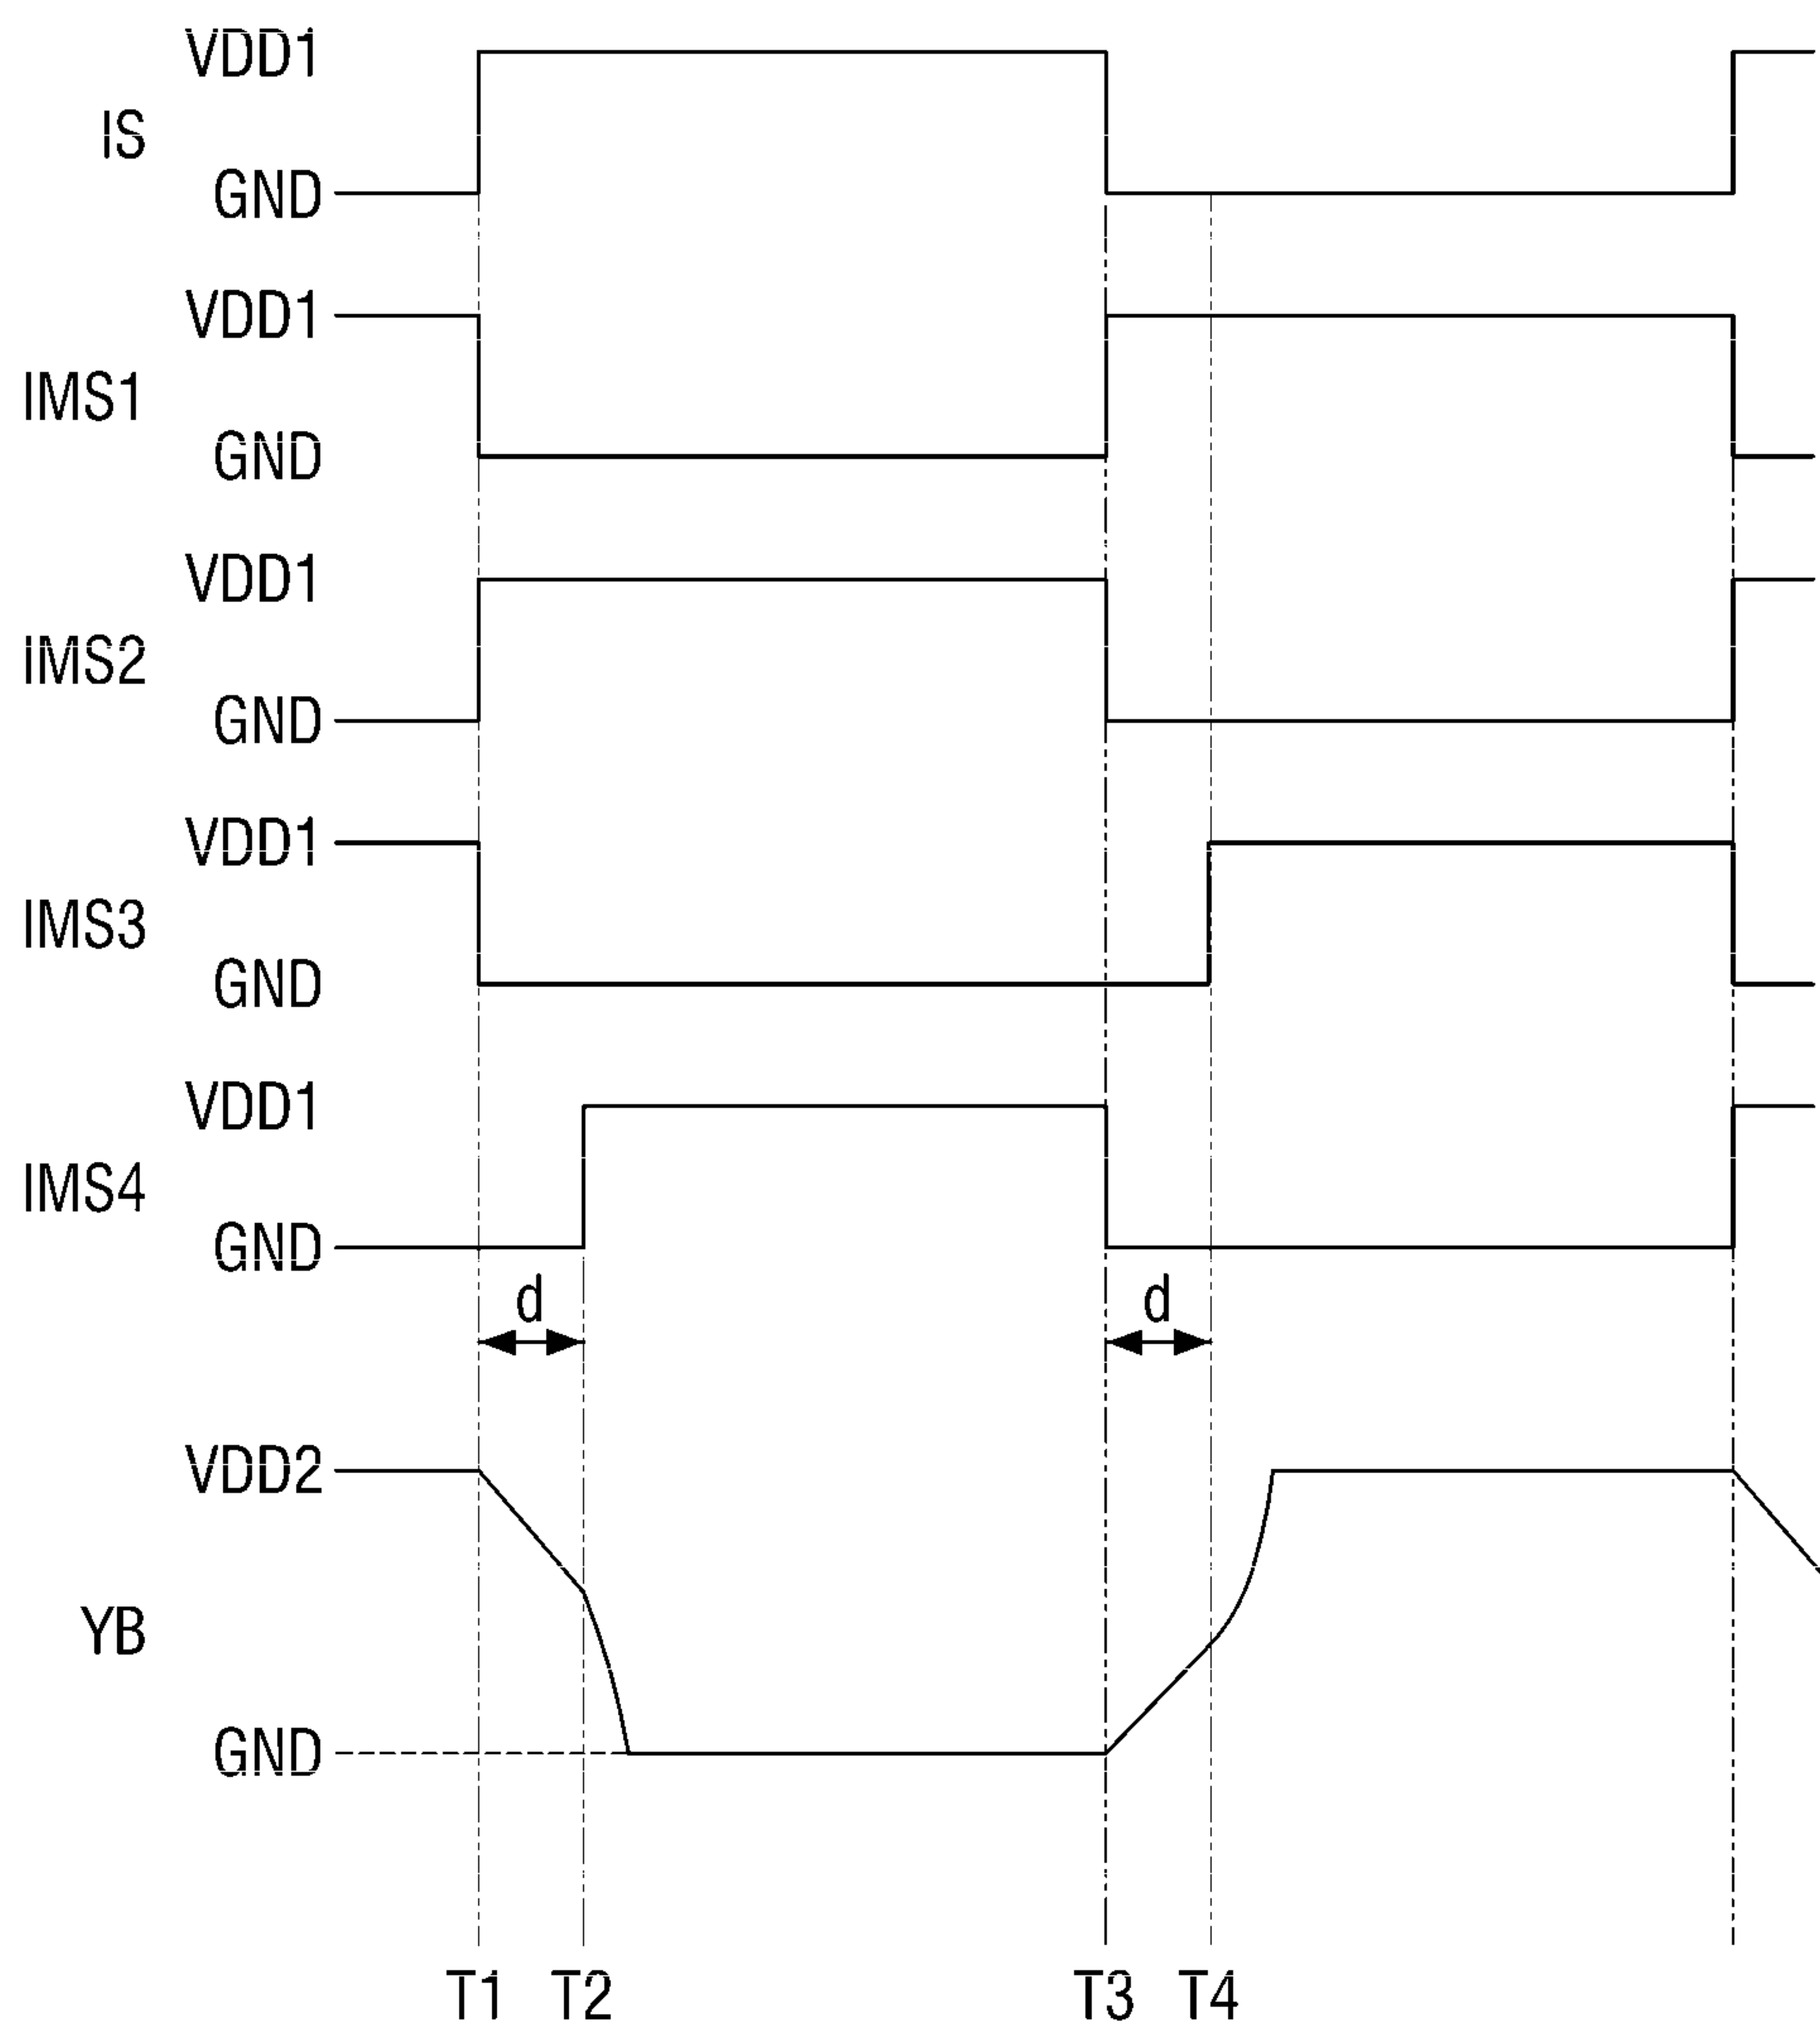 VDD1
IS
GND
VDD1
IMS1
GND
VDD1
IMS2
GND
VDD1
IMS3
GND
VDD1
IMS4
GND
d d
VDD2
YB
GND
T1 T2 T3 T4